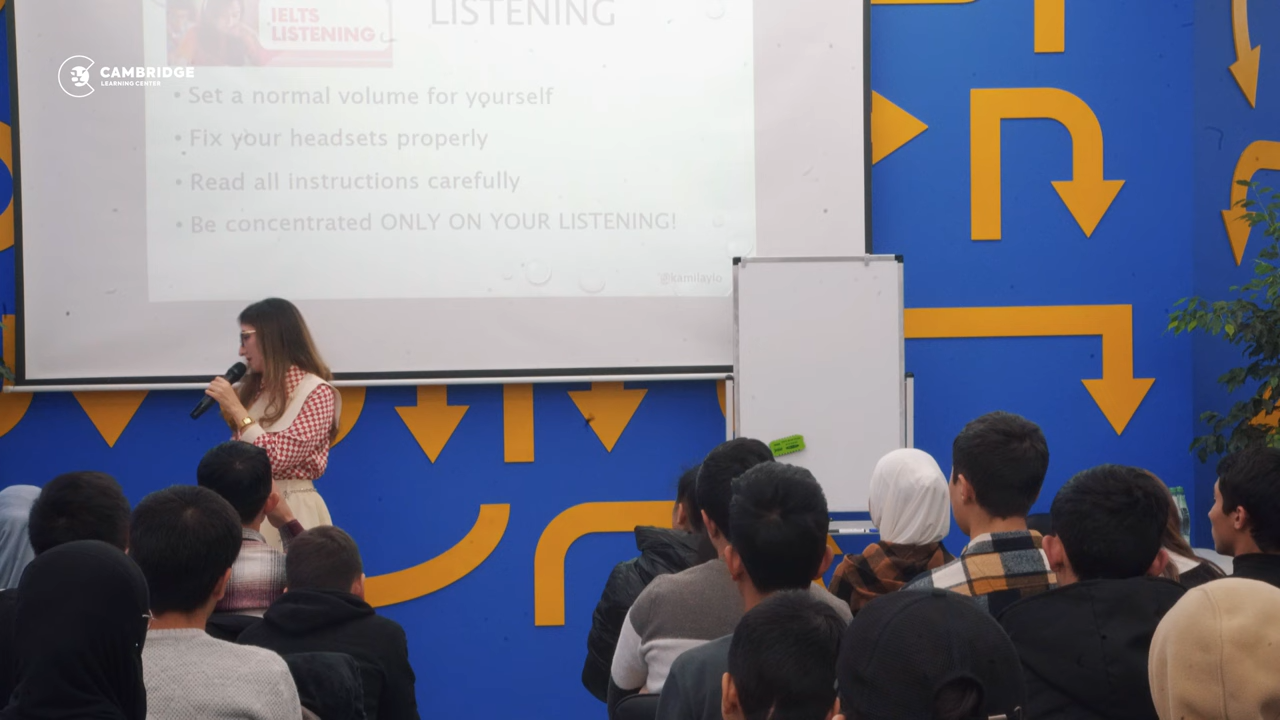 LISTENING
IELTS
LISTENING
CAMBRIDGE
LEARNING CENTER
• Set a normal volume for yourself
• Fix your headsets properly
• Read all instructions carefully
• Be concentrated ONLY ON YOUR LISTENING!